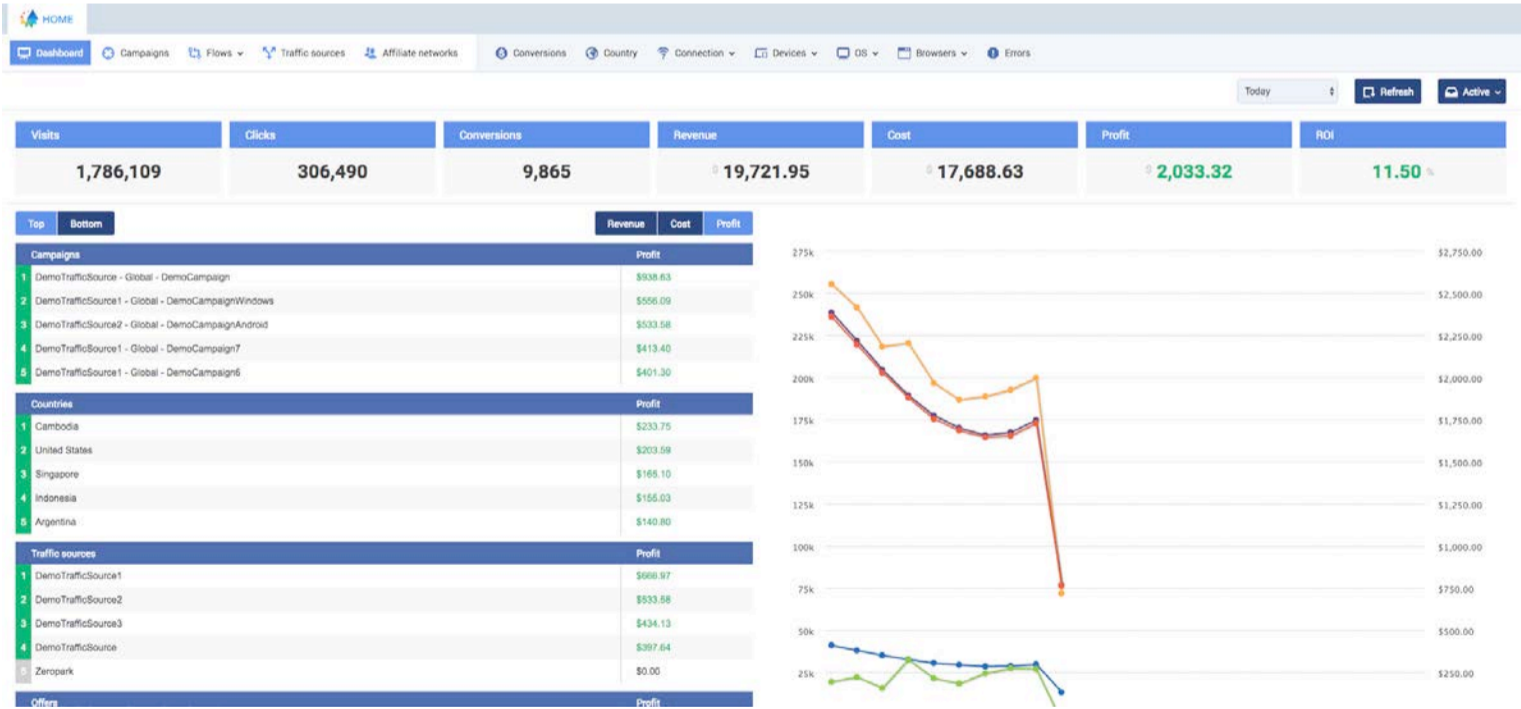 HOME
Dashboard Campaigns Flows Traffic sources Affiliate networks Conversions Country Connection Devices OS Browsers Errors
Today Refresh Active
Visits Clicks Conversions Revenue Cost Profit ROI
1,786,109 306,490 9,865 $ 19,721.95 $ 17,688.63 $ 2,033.32 11.50 %
Top Bottom Revenue Cost Profit
Campaigns Profit
1 DemoTrafficSource - Global - DemoCampaign $938.63
2 DemoTrafficSource1 - Global - DemoCampaignWindows $556.09
3 DemoTrafficSource2 - Global - DemoCampaignAndroid $533.58
4 DemoTrafficSource1 - Global - DemoCampaign7 $413.40
5 DemoTrafficSource1 - Global - DemoCampaign6 $401.30
Countries Profit
1 Cambodia $233.75
2 United States $203.59
3 Singapore $168.10
4 Indonesia $155.03
5 Argentina $140.80
Traffic sources Profit
1 DemoTrafficSource1 $666.97
2 DemoTrafficSource2 $533.58
3 DemoTrafficSource3 $434.13
4 DemoTrafficSource $397.64
5 Zeropark $0.00
Offers Profit
275k $2,750.00
250k $2,500.00
225k $2,250.00
200k $2,000.00
175k $1,750.00
150k $1,500.00
125k $1,250.00
100k $1,000.00
75k $750.00
50k $500.00
25k $250.00